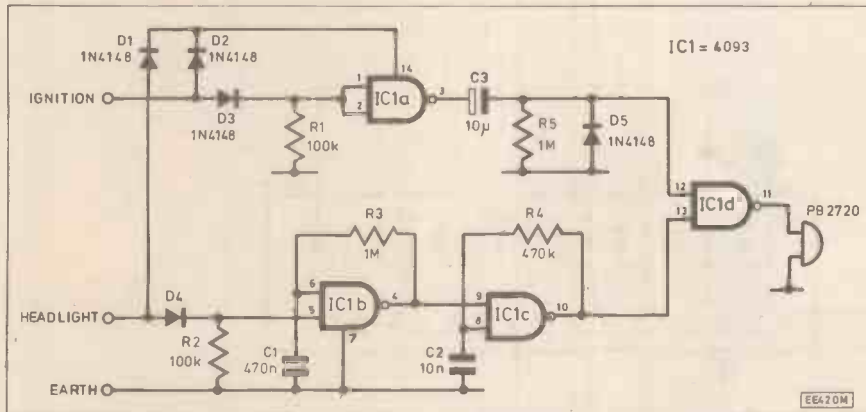 D1
1N4148
D2
1N4148
IC1 = 4093
IGNITION
D3
1N4148
14
1
2
IC1a
3
C3
10µ
R1
100k
R5
1M
D5
1N4148
12
13
IC1d
11
PB2720
R3
1M
R4
470k
HEADLIGHT
D4
R2
100k
6
5
IC1b
4
7
9
8
IC1c
10
C1
470n
C2
10n
EARTH
EE420M